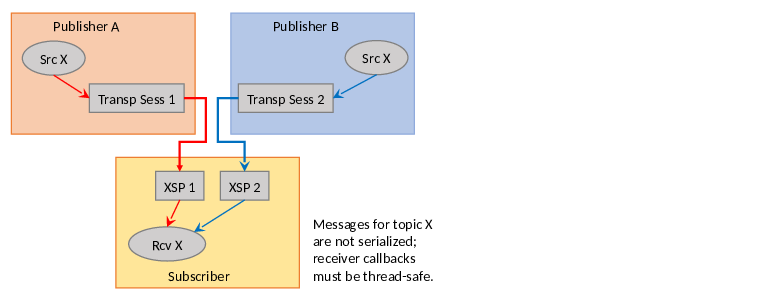 Publisher A
Publisher B
Src X
Src X
Transp Sess 1
Transp Sess 2
XSP 1
XSP 2
Messages for topic X
are not serialized;
receiver callbacks
must be thread-safe.
Rcv X
Subscriber